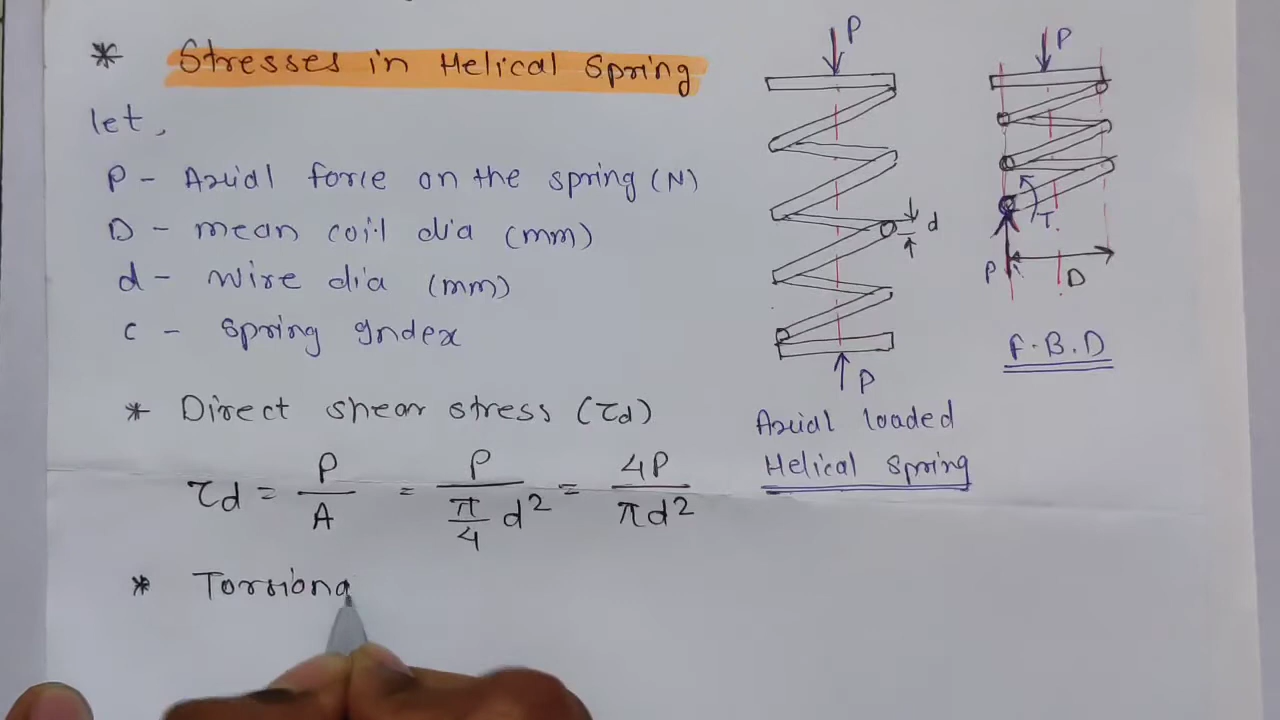 * Stresses in Helical Spring
let,
P - Axial force on the spring (N)
D - mean coil dia (mm)
d - wire dia (mm)
c - Spring Index
* Direct shear stress (τd)
τd = P/A = P/(π/4 d²) = 4P/πd²
* Torsiona
P
d
P
Axial loaded
Helical Spring
P
T
P
D
F.B.D